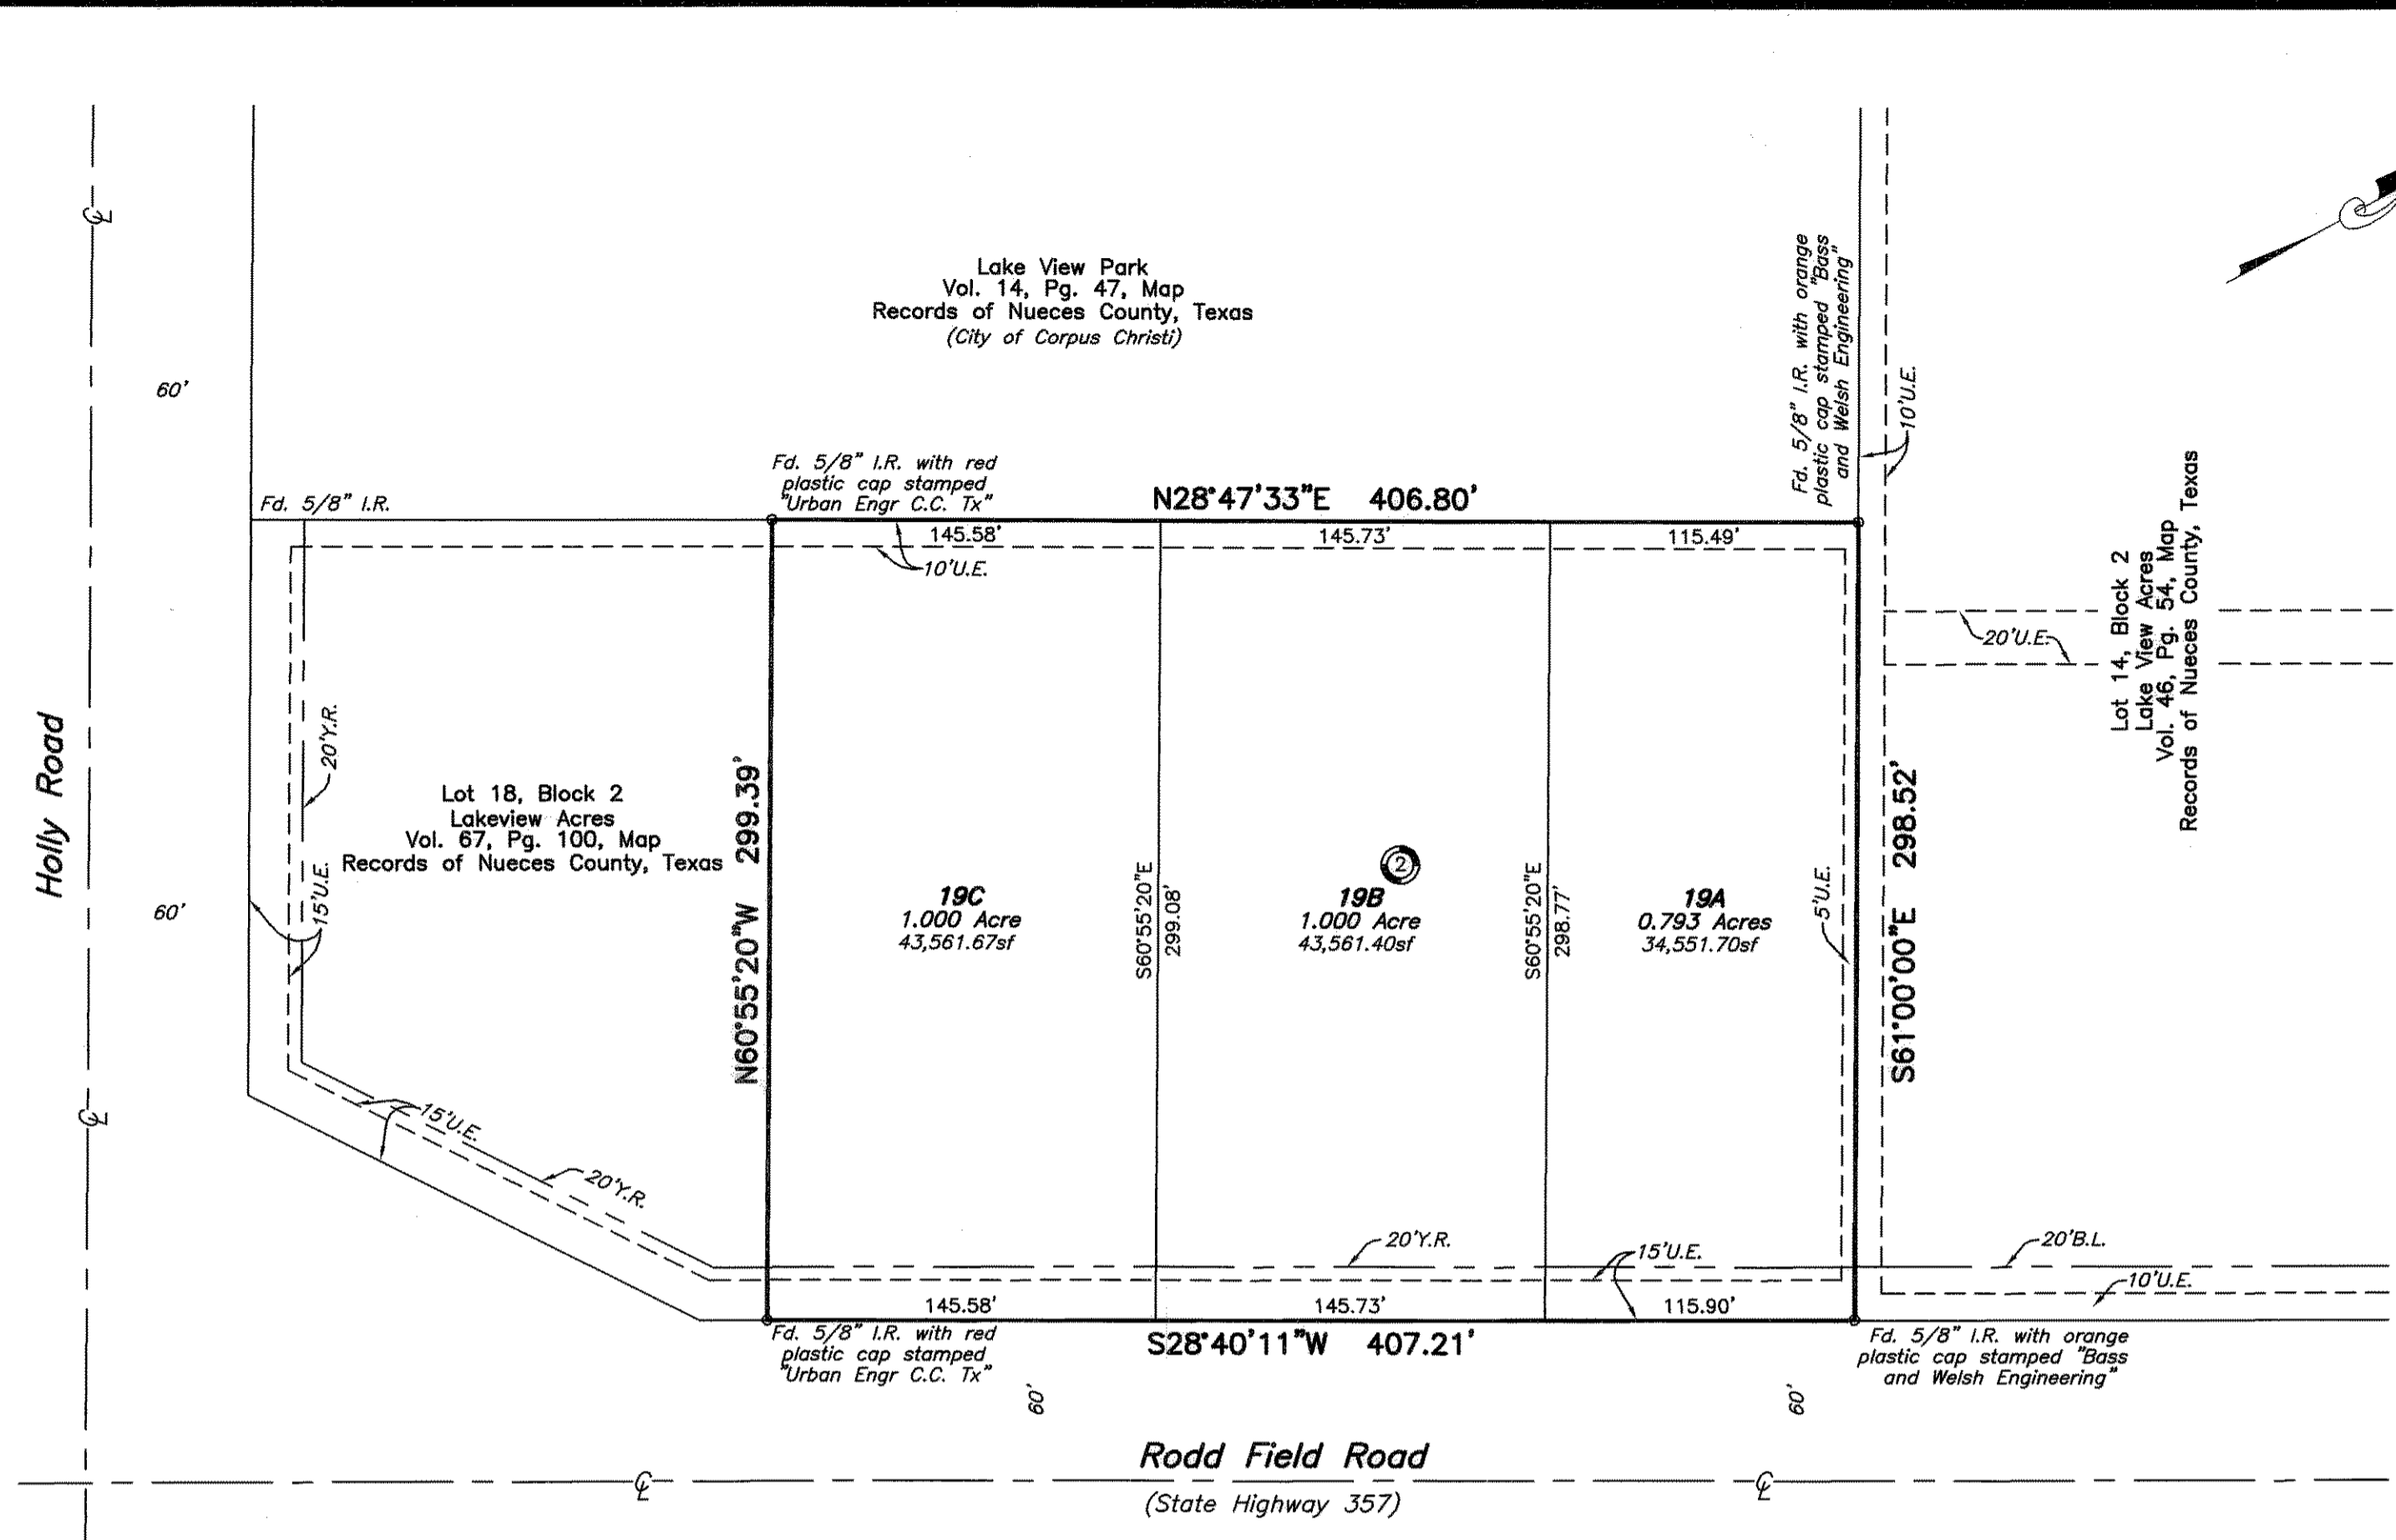 Lake View Park
Vol. 14, Pg. 47, Map
Records of Nueces County, Texas
(City of Corpus Christi)
60'
Fd. 5/8" I.R. with orange
plastic cap stamped "Bass
and Welsh Engineering"
10'U.E.
Fd. 5/8" I.R.
Fd. 5/8" I.R. with red
plastic cap stamped
"Urban Engr C.C. Tx"
N28°47'33"E 406.80'
145.58'
145.73'
115.49'
10'U.E.
20'U.E.
Lot 14, Block 2
Lake View Acres
Vol. 46, Pg. 54, Map
Records of Nueces County, Texas
Holly Road
60'
20'Y.R.
15'U.E.
Lot 18, Block 2
Lakeview Acres
Vol. 67, Pg. 100, Map
Records of Nueces County, Texas
N60°55'20"W 299.39'
19C
1.000 Acre
43,561.67sf
S60°55'20"E
299.08'
2
19B
1.000 Acre
43,561.40sf
S60°55'20"E
298.77'
19A
0.793 Acres
34,551.70sf
5'U.E.
S61°00'00"E 298.52'
15'U.E.
20'Y.R.
20'Y.R.
15'U.E.
20'B.L.
10'U.E.
145.58'
145.73'
115.90'
S28°40'11"W 407.21'
Fd. 5/8" I.R. with red
plastic cap stamped
"Urban Engr C.C. Tx"
Fd. 5/8" I.R. with orange
plastic cap stamped "Bass
and Welsh Engineering"
60'
60'
Rodd Field Road
(State Highway 357)